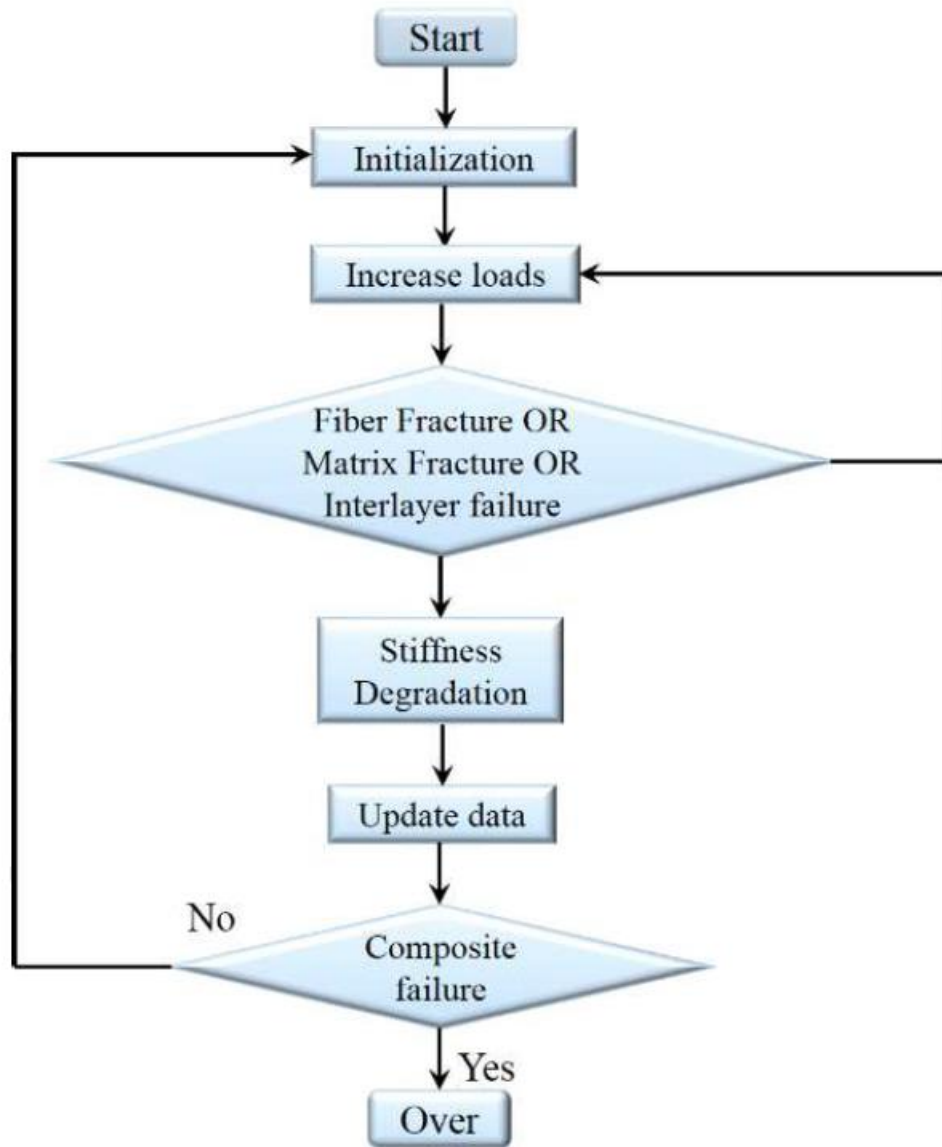 Start
Initialization
Increase loads
Fiber Fracture OR
Matrix Fracture OR
Interlayer failure
Stiffness
Degradation
Update data
No
Composite
failure
Yes
Over